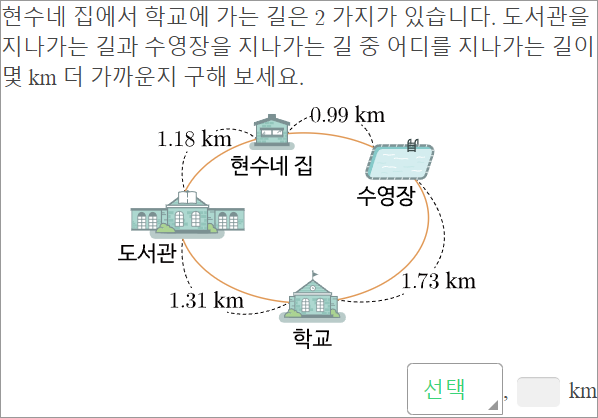 현수네 집에서 학교에 가는 길은 2 가지가 있습니다. 도서관을
지나가는 길과 수영장을 지나가는 길 중 어디를 지나가는 길이
몇 km 더 가까운지 구해 보세요.
0.99 km
1.18 km
현수네 집
수영장
도서관
1.73 km
1.31 km
학교
선택 , km